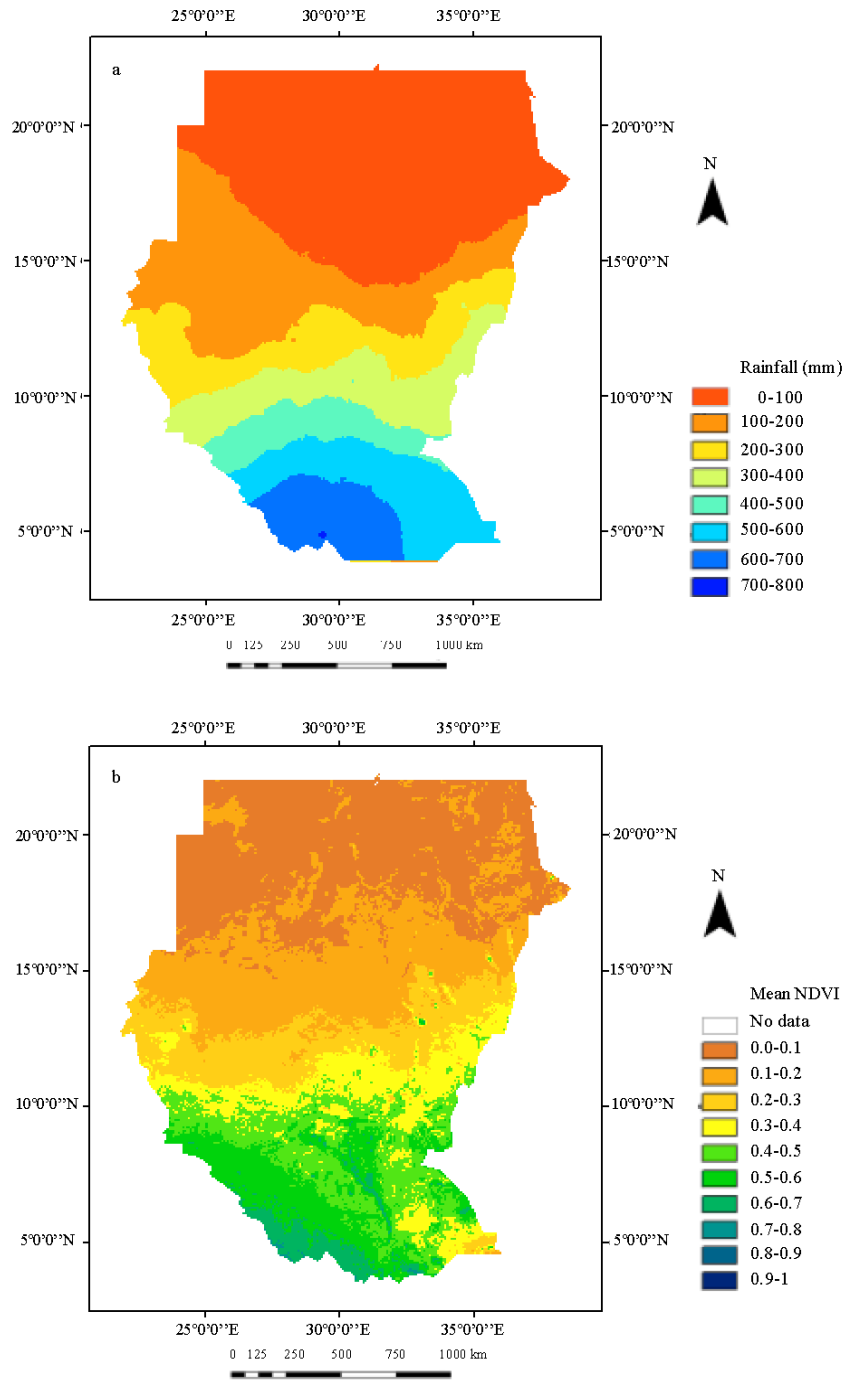 25°0'0''E 30°0'0''E 35°0'0''E
a
20°0'0''N 20°0'0''N
N
15°0'0''N 15°0'0''N
Rainfall (mm)
10°0'0''N 10°0'0''N
0-100
100-200
200-300
300-400
400-500
5°0'0''N 5°0'0''N
500-600
600-700
700-800
25°0'0''E 30°0'0''E 35°0'0''E
0 125 250 500 750 1000 km
25°0'0''E 30°0'0''E 35°0'0''E
b
20°0'0''N 20°0'0''N
N
15°0'0''N 15°0'0''N
Mean NDVI
No data
0.0-0.1
0.1-0.2
10°0'0''N 10°0'0''N
0.2-0.3
0.3-0.4
0.4-0.5
0.5-0.6
0.6-0.7
5°0'0''N 5°0'0''N
0.7-0.8
0.8-0.9
0.9-1
25°0'0''E 30°0'0''E 35°0'0''E
0 125 250 500 750 1000 km